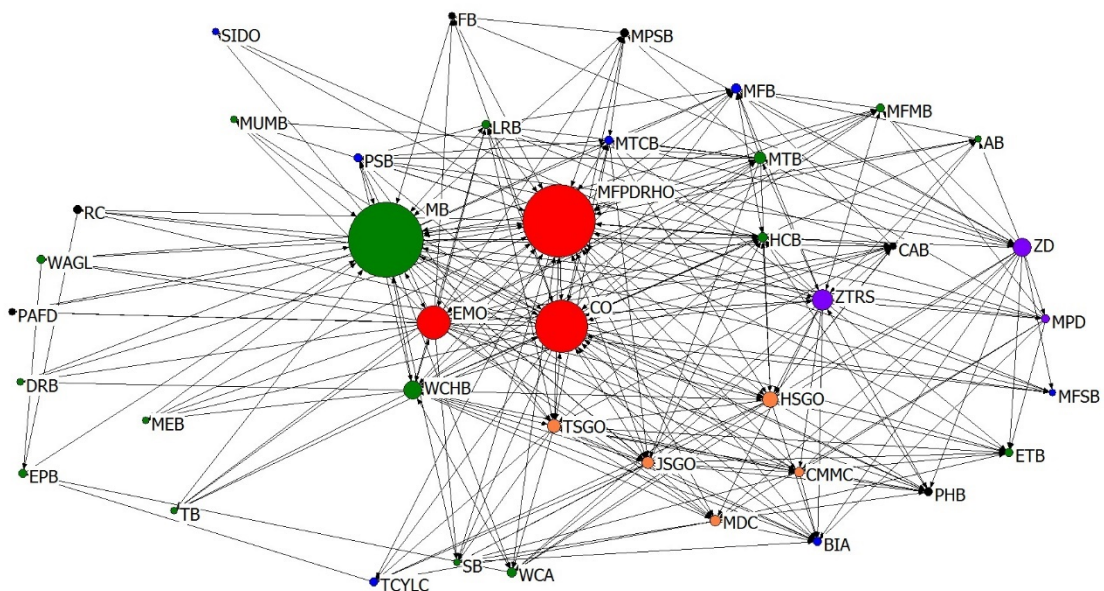 FB
SIDO
MPSB
MFB
MFMB
MUMB
LRB
MTCB
AB
PSB
MTB
MFPDRHO
RC
MB
HCB
CAB
ZD
WAGL
ZTRS
PAFD
EMO
CO
MPD
DRB
WCHB
MFSB
HSGO
MEB
TSGO
ETB
JSGO
CMMC
EPB
PHB
TB
MDC
BIA
SB
WCA
TCYLC